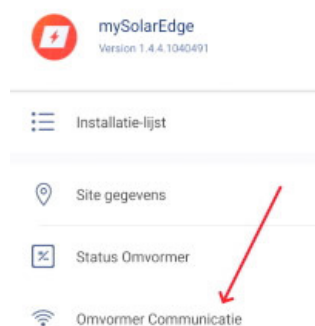 mySolarEdge
Version 1.4.4.1040491
Installatie-lijst
Site gegevens
Status Omvormer
Omvormer Communicatie